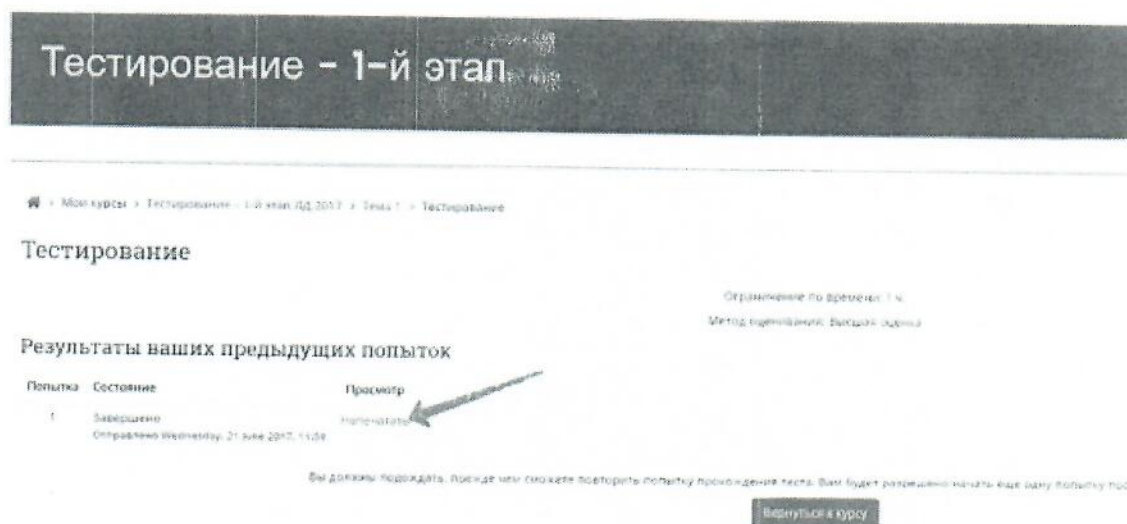 Тестирование - 1-й этап
Мои курсы > Тестирование - 1-й этап ЛД 2017 > Тема 1 > Тестирование
Тестирование
Ограничение по времени: 1 ч.
Метод оценивания: Высшая оценка
Результаты ваших предыдущих попыток
Попытка Состояние Просмотр
1 Завершено Напечатать
Отправлено Wednesday, 21 June 2017,
Вы должны подождать, прежде чем сможете повторить попытку прохождения теста. Вам будет разрешено начать еще одну попытку
Вернуться к курсу